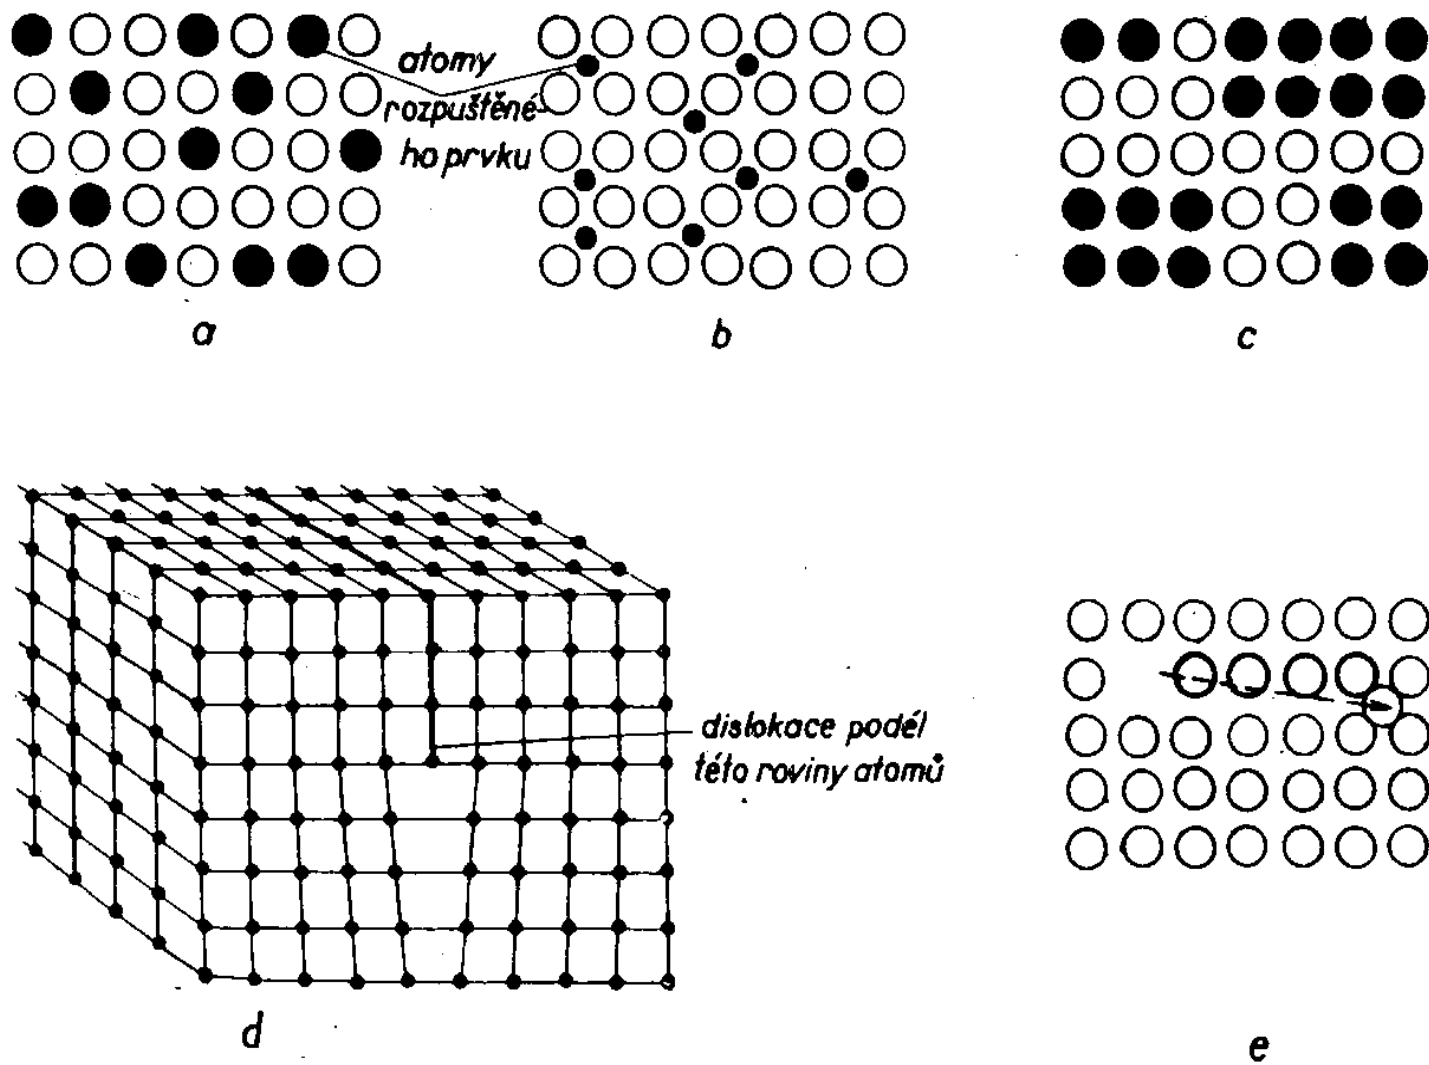 atomy
rozpuštěné-
ho prvku
a
b
c
dislokace podél
této roviny atomů
d
e